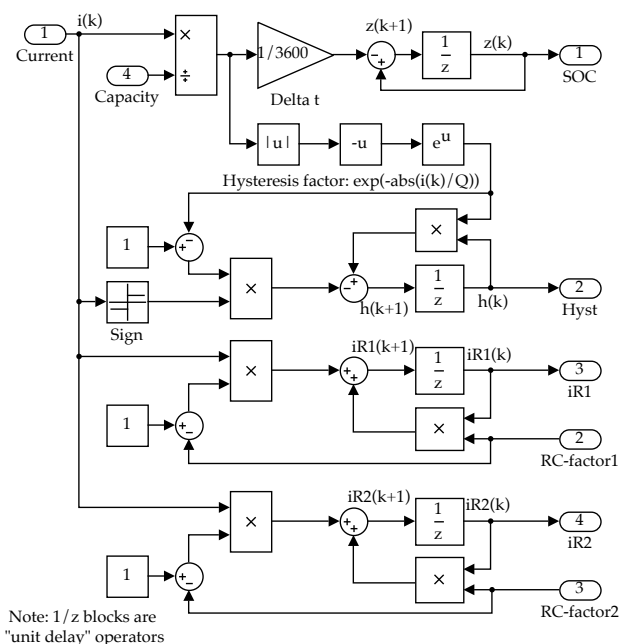 i(k)
1
Current
4
Capacity
×
÷
1/3600
Delta t
z(k+1)
- +
1
z
z(k)
1
SOC
|u|
-u
e^u
Hysteresis factor: exp(-abs(i(k)/Q))
1
+ -
×
×
- +
h(k+1)
1
z
h(k)
2
Hyst
Sign
×
1
+ -
iR1(k+1)
+ +
1
z
iR1(k)
3
iR1
×
2
RC-factor1
×
1
+ -
iR2(k+1)
+ +
1
z
iR2(k)
4
iR2
×
3
RC-factor2
Note: 1/z blocks are
"unit delay" operators